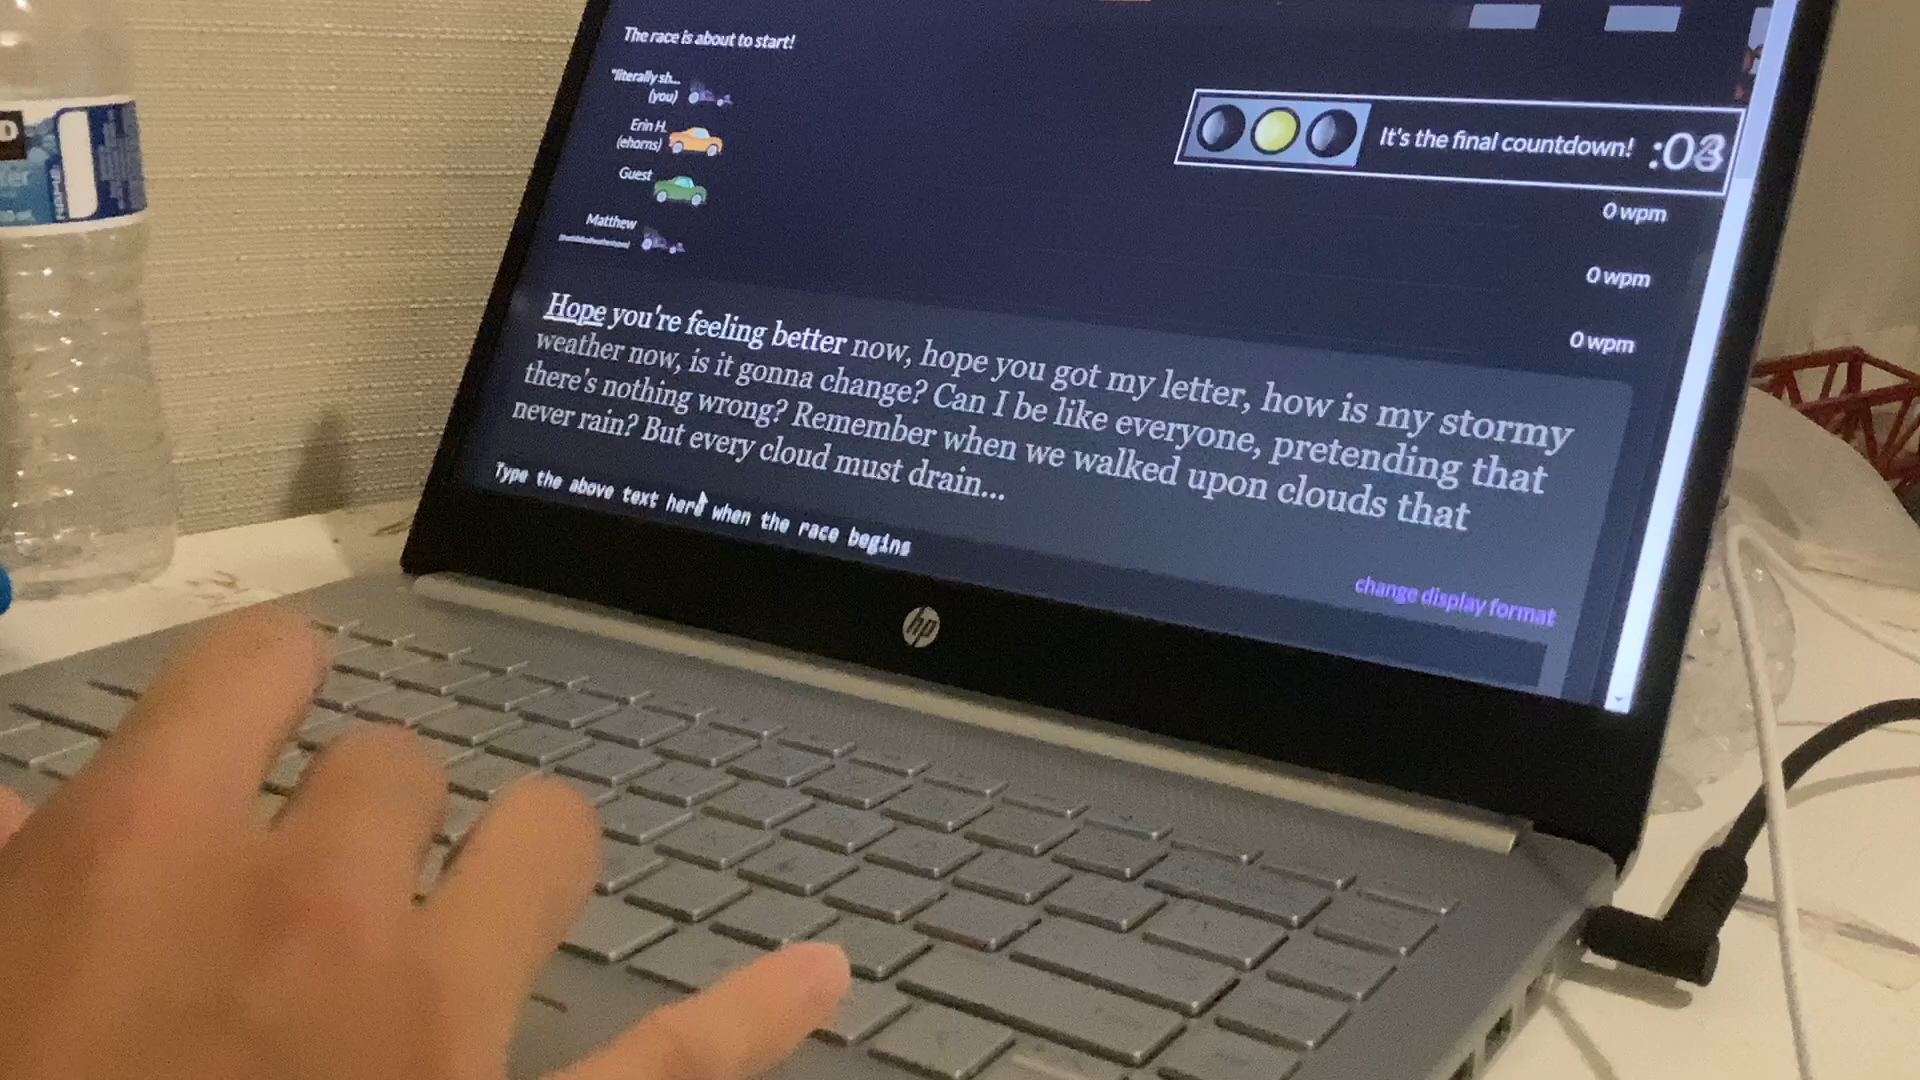 The race is about to start!
"literally sh...
(you)
Erin H.
(ehorns)
Guest
Matthew
It's the final countdown!
0 wpm
0 wpm
0 wpm
Hope you're feeling better now, hope you got my letter, how is my stormy
weather now, is it gonna change? Can I be like everyone, pretending that
there's nothing wrong? Remember when we walked upon clouds that
never rain? But every cloud must drain...
Type the above text here when the race begins
change display format
hp